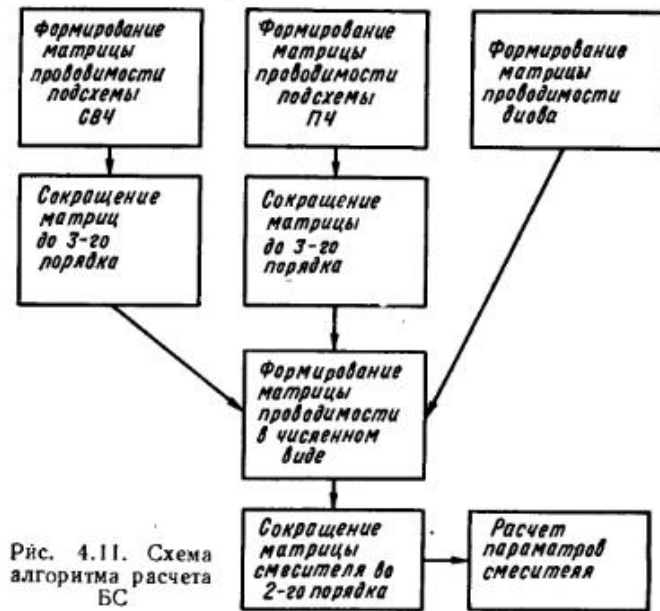 Формирование
матрицы
проводимости
подсхемы
СВЧ
Формирование
матрицы
проводимости
подсхемы
ПЧ
Формирование
матрицы
проводимости
диода
Сокращение
матриц
до 3-го
порядка
Сокращение
матрицы
до 3-го
порядка
Формирование
матрицы
проводимости
в численном
виде
Сокращение
матрицы
смесителя до
2-го порядка
Расчет
параметров
смесителя
Рис. 4.11. Схема
алгоритма расчета
БС